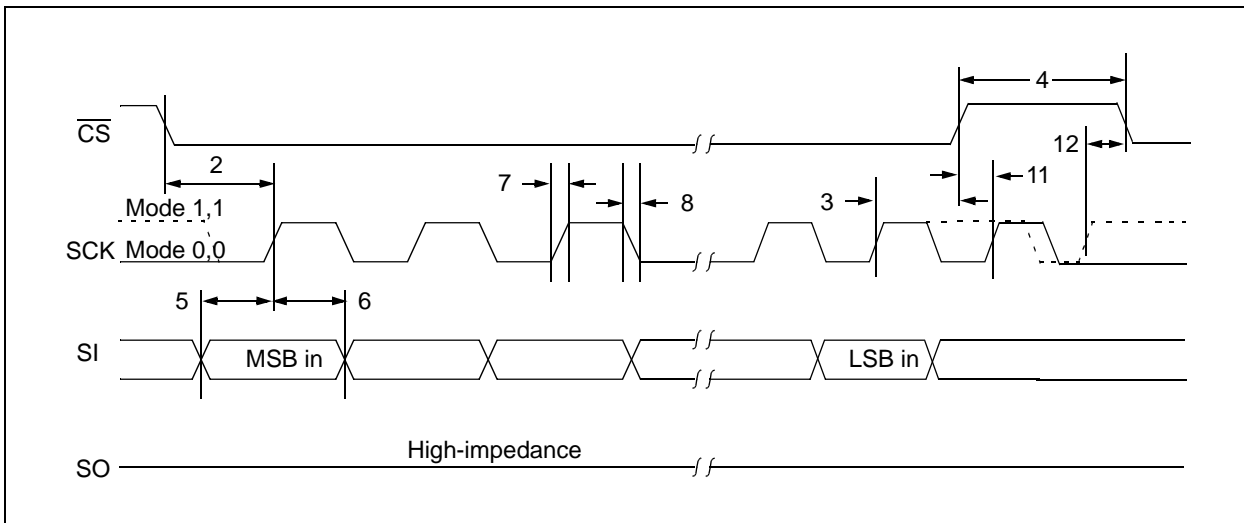 4
CS
12
2
7
11
8
3
Mode 1,1
SCK Mode 0,0
5
6
SI
MSB in
LSB in
High-impedance
SO